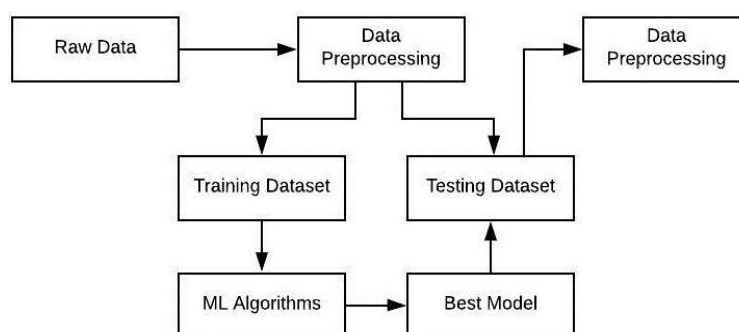 Raw Data
Data
Preprocessing
Data
Preprocessing
Training Dataset
Testing Dataset
ML Algorithms
Best Model